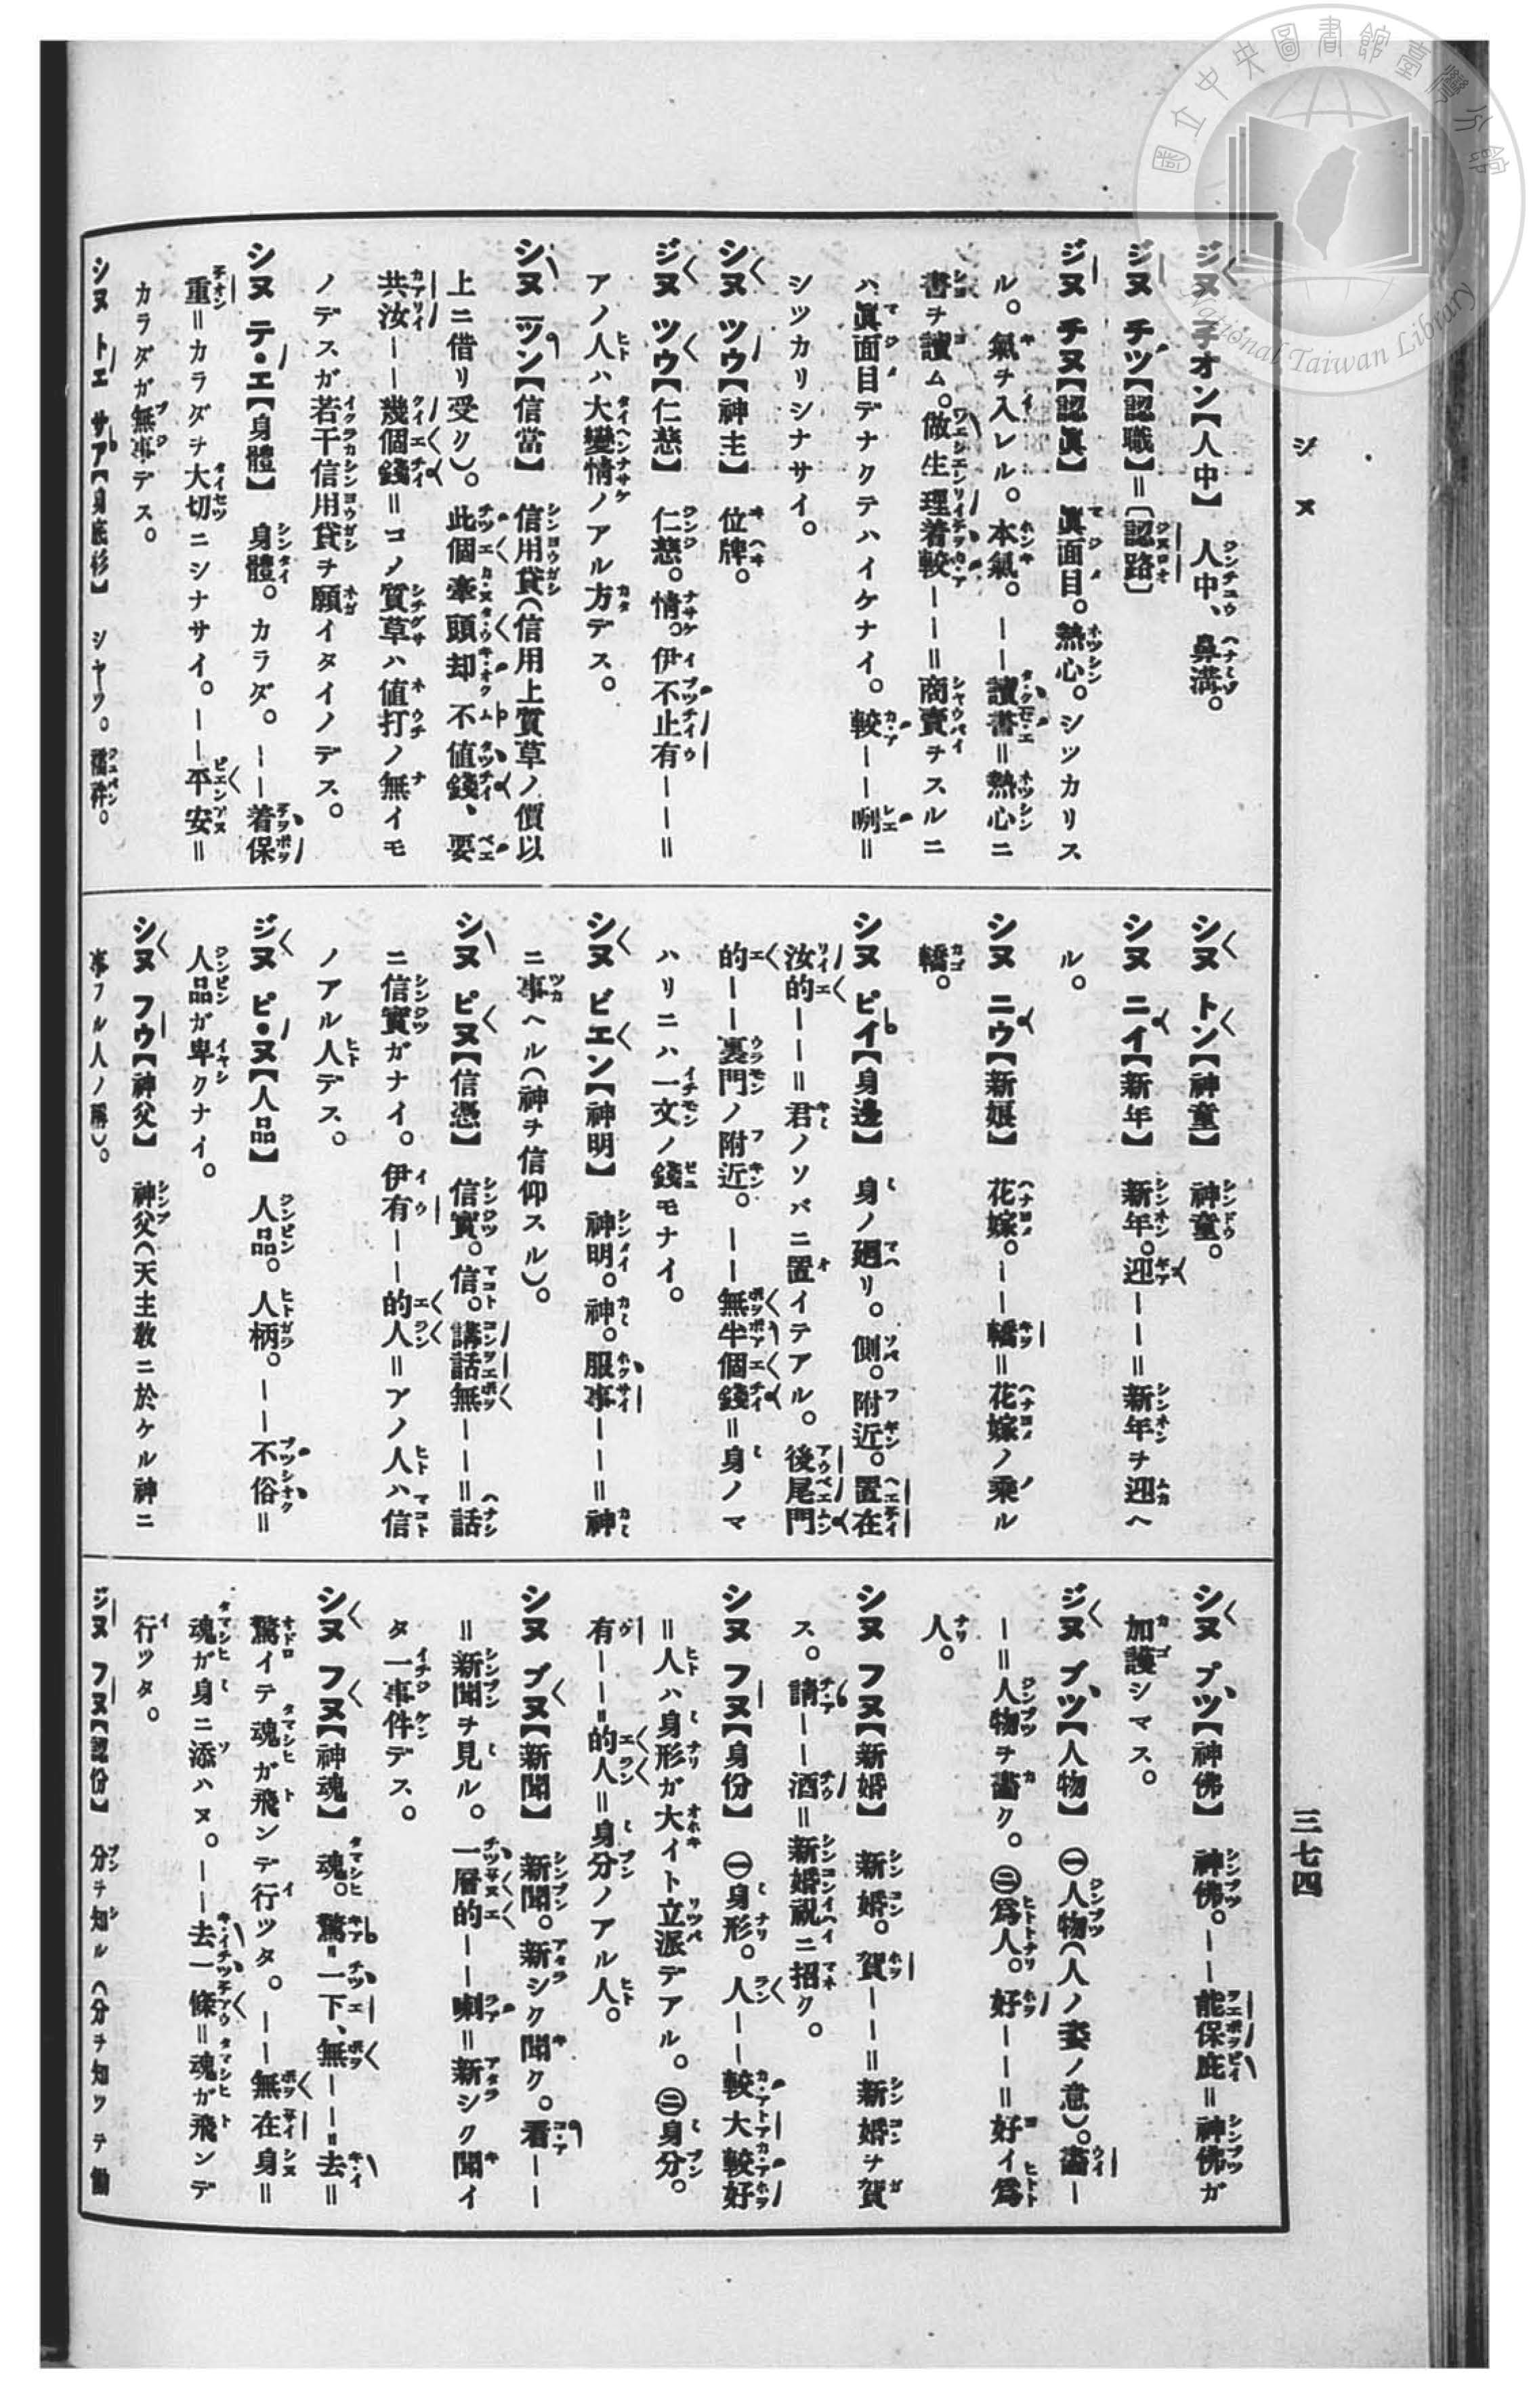 ジヌ
三七四
ジヌ 子オン【人中】 人中、鼻溝。
ジヌ チツ【認職】=〔認路〕
ジヌ チヌ【認眞】 眞面目。熱心。シツカリス
ル。氣ヲ入レル。本氣。——讀書=熱心ニ
書ヲ讀ム。做生理着較——=商賣ヲスルニ
ハ眞面目デナクテハイケナイ。較——咧=
シツカリシナサイ。
シヌ ツウ【神主】 位牌。
ジヌ ツウ【仁慈】 仁慈。情。伊不止有——=
アノ人ハ大變情ノアル方デス。
シヌ ツン【信當】 信用貸(信用上質草ノ價以
上ニ借リ受ク)。此個牽頭却不值錢、要
共汝——幾個錢=コノ質草ハ値打ノ無イモ
ノデスガ若干信用貸ヲ願イタイノデス。
シヌ テ・エ【身體】 身體。カラダ。——着保
重=カラダヲ大切ニシナサイ。——平安=
カラダガ無事デス。
シヌ トエ サア【身底衫】 シヤツ。襦袢。
シヌ トン【神童】 神童。
シヌ ニイ【新年】 新年。迎——=新年ヲ迎ヘ
ル。
シヌ ニウ【新娘】 花嫁。——轎=花嫁ノ乘ル
轎。
シヌ ピイ【身邊】 身ノ廻リ。側。附近。置在
汝的——=君ノソバニ置イテアル。後尾門
的——裏門ノ附近。——無半個錢=身ノマ
ハリニハ一文ノ錢モナイ。
シヌ ビエン【神明】 神明。神。服事——=神
ニ事ヘル(神ヲ信仰スル)。
シヌ ピヌ【信憑】 信實。信。講話無——=話
ニ信實ガナイ。伊有——的人=アノ人ハ信
ノアル人デス。
ジヌ ピ・ヌ【人品】 人品。人柄。——不俗=
人品ガ卑クナイ。
シヌ フウ【神父】 神父(天主敎ニ於ケル神ニ
事フル人ノ稱)。
シヌ プツ【神佛】 神佛。——能保庇=神佛ガ
加護シマス。
ジヌ ブツ【人物】 ㊀人物(人ノ姿ノ意)。畵—
—=人物ヲ畵ク。㊁爲人。好——=好イ爲
人。
シヌ フヌ【新婚】 新婚。賀——=新婚ヲ賀
ス。請——酒=新婚祝ニ招ク。
シヌ フヌ【身份】 ㊀身形。人——較大較好
=人ハ身形ガ大イト立派デアル。㊁身分。
有——=的人=身分ノアル人。
シヌ ブヌ【新聞】 新聞。新シク聞ク。看——
=新聞ヲ見ル。一層的——喇=新シク聞イ
タ一事件デス。
シヌ フヌ【神魂】 魂。驚=一下、無——=去=
驚イテ魂ガ飛ンデ行ツタ。——無在身=
魂ガ身ニ添ハヌ。——去一條=魂ガ飛ンデ
行ツタ。
ジヌ フヌ【認份】 分ヲ知ル(分ヲ知ツテ働
國立中央圖書館臺灣分館
National Taiwan Library